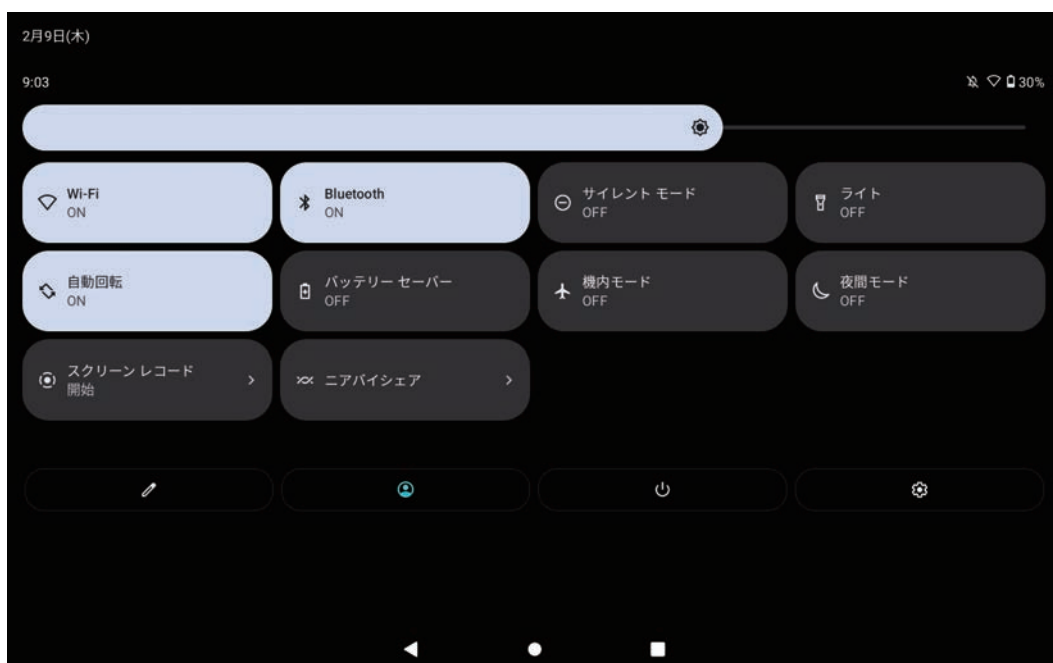 2月9日(木)
9:03
30%
Wi-Fi
ON
Bluetooth
ON
サイレント モード
OFF
ライト
OFF
自動回転
ON
バッテリー セーバー
OFF
機内モード
OFF
夜間モード
OFF
スクリーン レコード
開始
ニアバイシェア